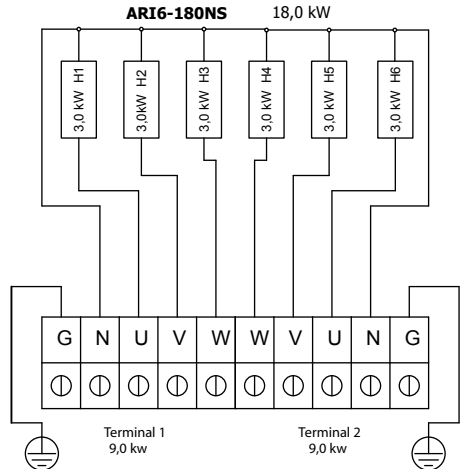 ARI6-180NS 18,0 kW
3,0 kW H1
3,0kW H2
3,0 kW H3
3,0 kW H4
3,0 kW H5
3,0 kW H6
G N U V W W V U N G
Terminal 1
9,0 kw
Terminal 2
9,0 kw